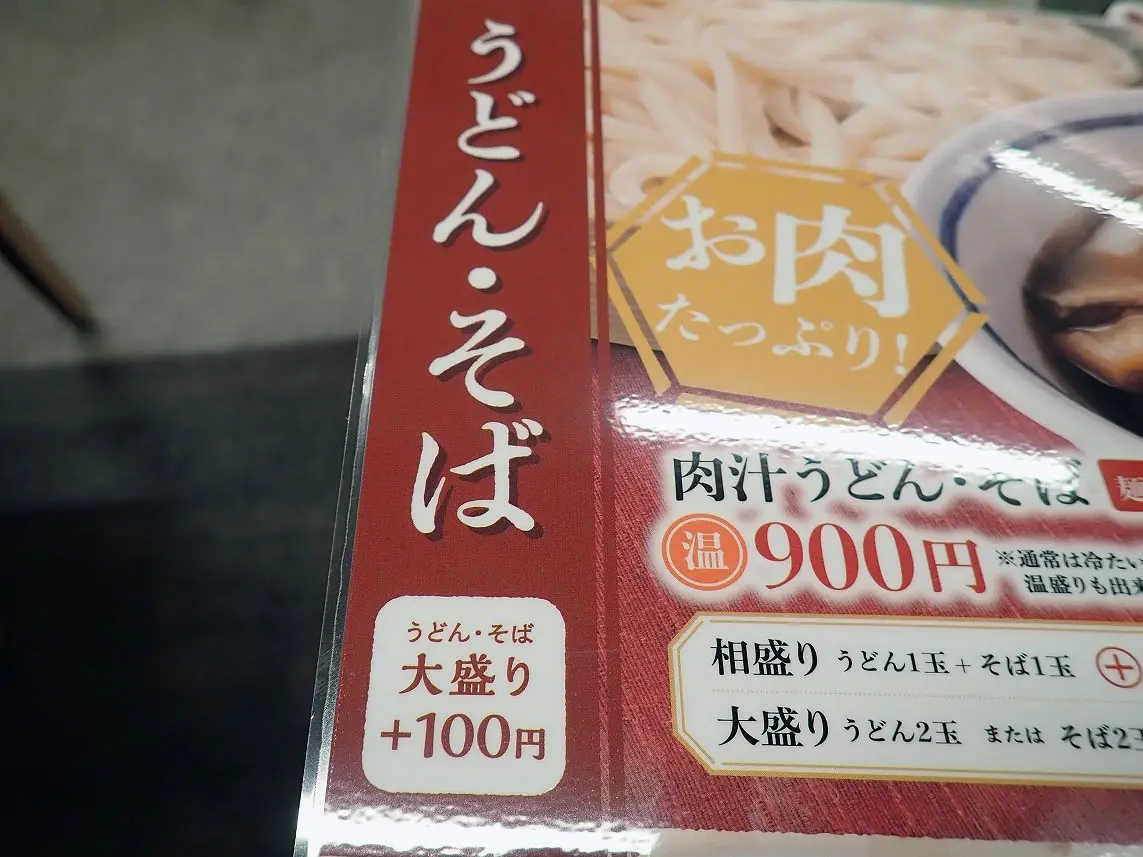 うどん・そば
うどん・そば
大盛り
+100円
お肉
たっぷり!
肉汁うどん・そば
温 900円
※通常は冷たい
温盛りも出来
相盛り うどん1玉+そば1玉 +
大盛り うどん2玉 または そば2玉